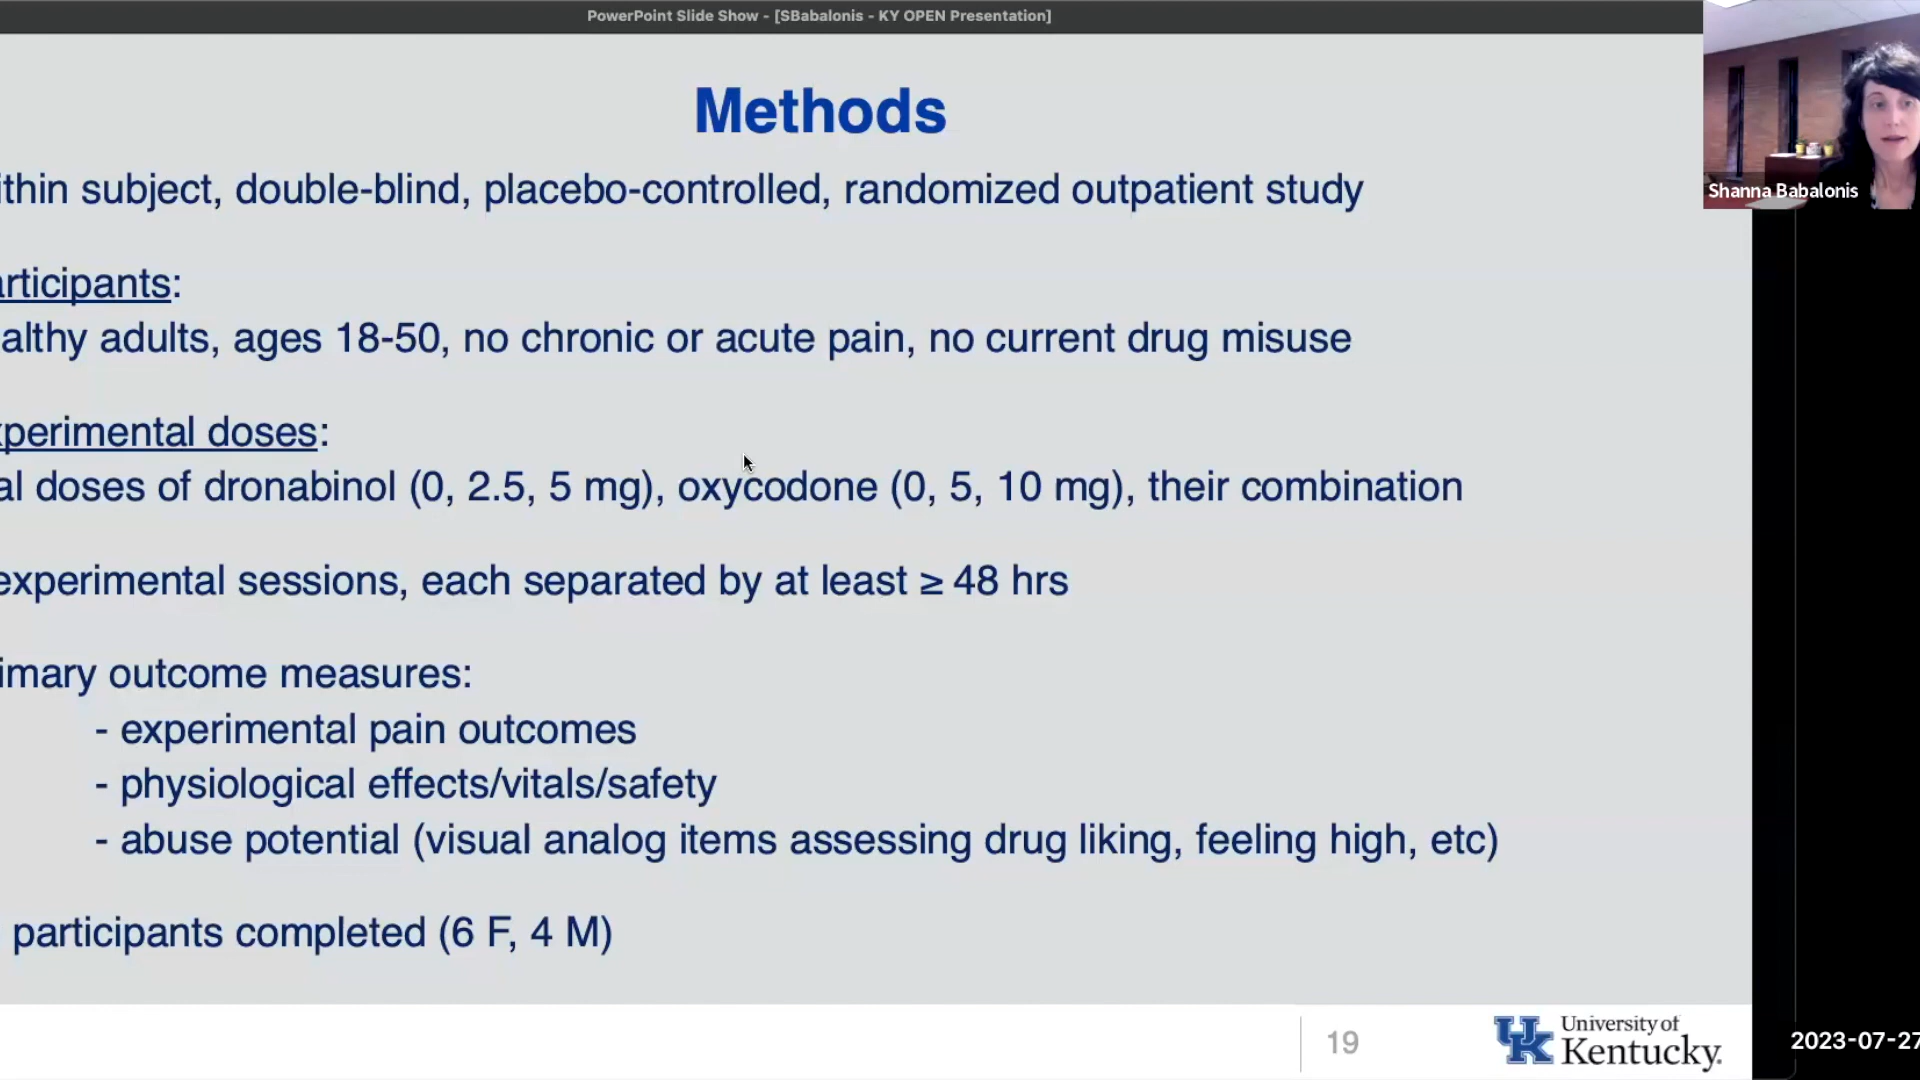 PowerPoint Slide Show - [SBabalonis - KY OPEN Presentation]
Methods
ithin subject, double-blind, placebo-controlled, randomized outpatient study
articipants:
althy adults, ages 18-50, no chronic or acute pain, no current drug misuse
xperimental doses:
al doses of dronabinol (0, 2.5, 5 mg), oxycodone (0, 5, 10 mg), their combination
experimental sessions, each separated by at least ≥ 48 hrs
imary outcome measures:
- experimental pain outcomes
- physiological effects/vitals/safety
- abuse potential (visual analog items assessing drug liking, feeling high, etc)
participants completed (6 F, 4 M)
19
UK
University of
Kentucky.
Shanna Babalonis
2023-07-27